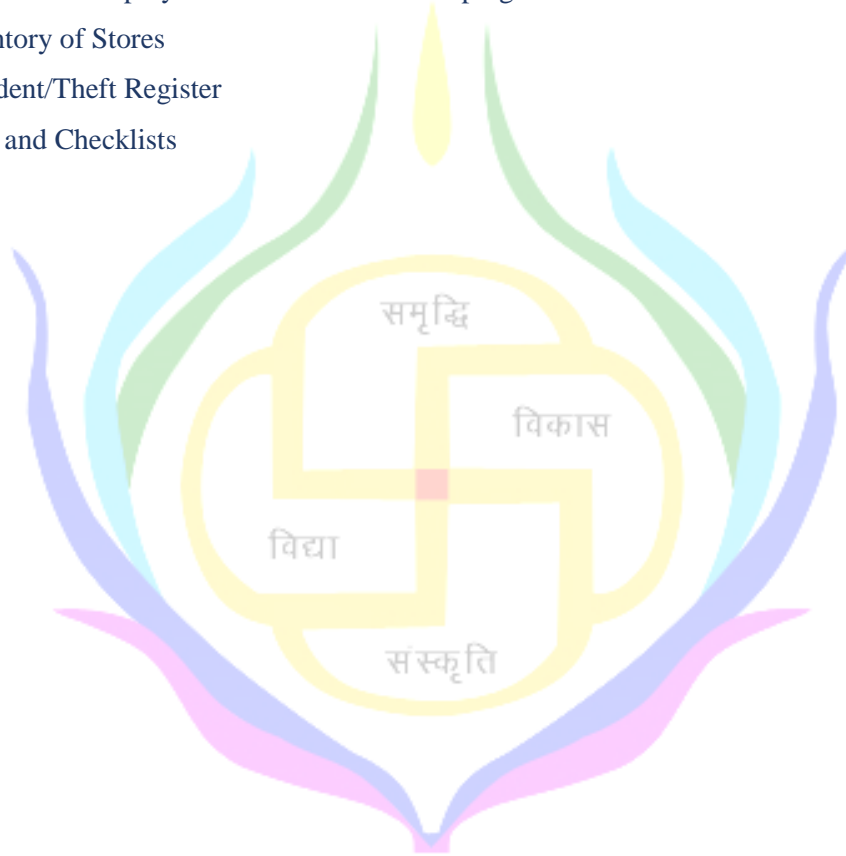 ntory of Stores
dent/Theft Register
and Checklists
समृद्धि
विकास
विद्या
संस्कृति